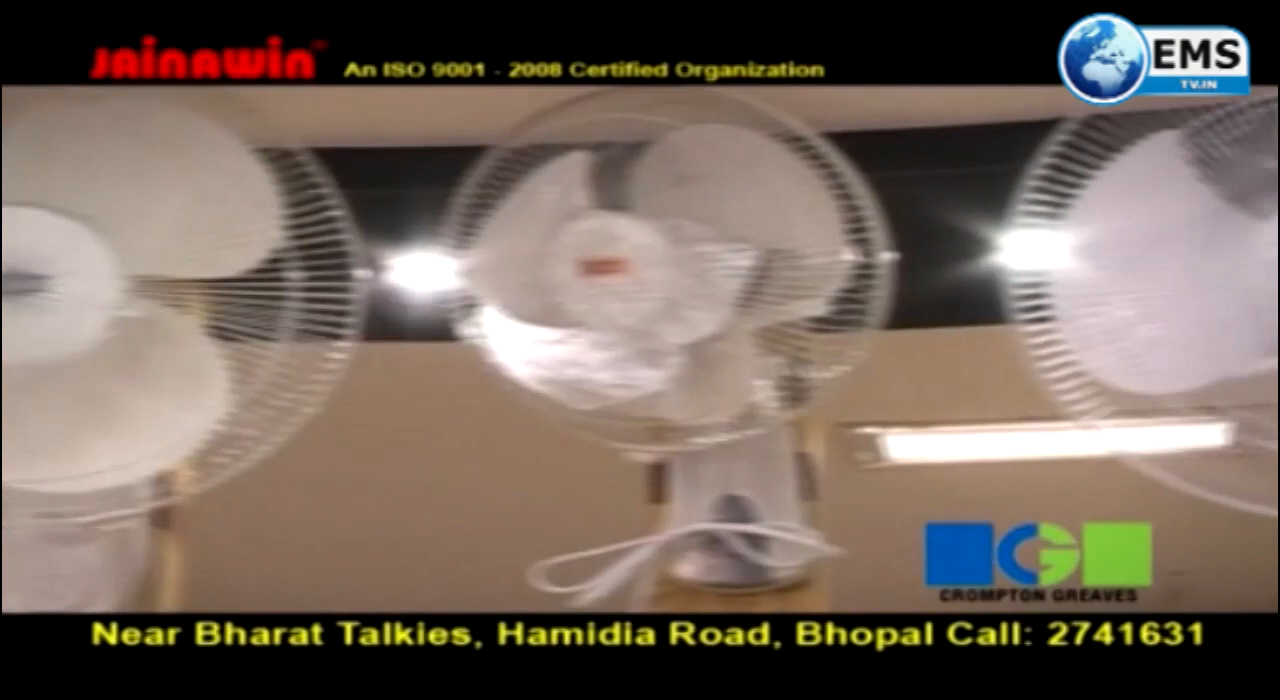 JAINAWIN™ An ISO 9001 - 2008 Certified Organization
EMS
TV.IN
CROMPTON GREAVES
Near Bharat Talkies, Hamidia Road, Bhopal Call: 2741631